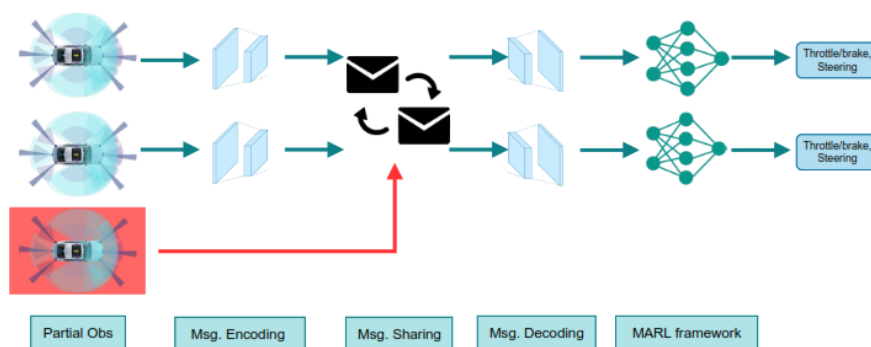 Throttle/brake,
Steering
Throttle/brake,
Steering
Partial Obs
Msg. Encoding
Msg. Sharing
Msg. Decoding
MARL framework